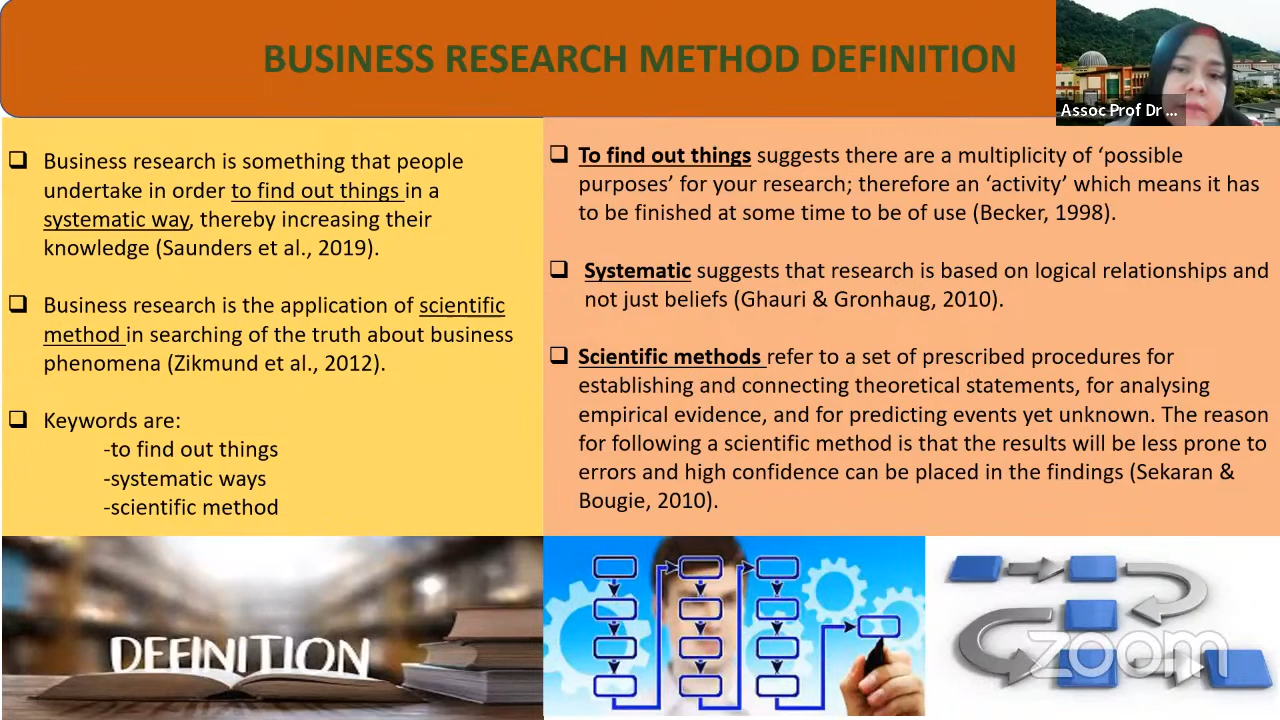 BUSINESS RESEARCH METHOD DEFINITION
Assoc Prof Dr ...
❑ Business research is something that people
undertake in order to find out things in a
systematic way, thereby increasing their
knowledge (Saunders et al., 2019).
❑ Business research is the application of scientific
method in searching of the truth about business
phenomena (Zikmund et al., 2012).
❑ Keywords are:
-to find out things
-systematic ways
-scientific method
❑ To find out things suggests there are a multiplicity of ‘possible
purposes’ for your research; therefore an ‘activity’ which means it has
to be finished at some time to be of use (Becker, 1998).
❑ Systematic suggests that research is based on logical relationships and
not just beliefs (Ghauri & Gronhaug, 2010).
❑ Scientific methods refer to a set of prescribed procedures for
establishing and connecting theoretical statements, for analysing
empirical evidence, and for predicting events yet unknown. The reason
for following a scientific method is that the results will be less prone to
errors and high confidence can be placed in the findings (Sekaran &
Bougie, 2010).
DEFINITION
zoom